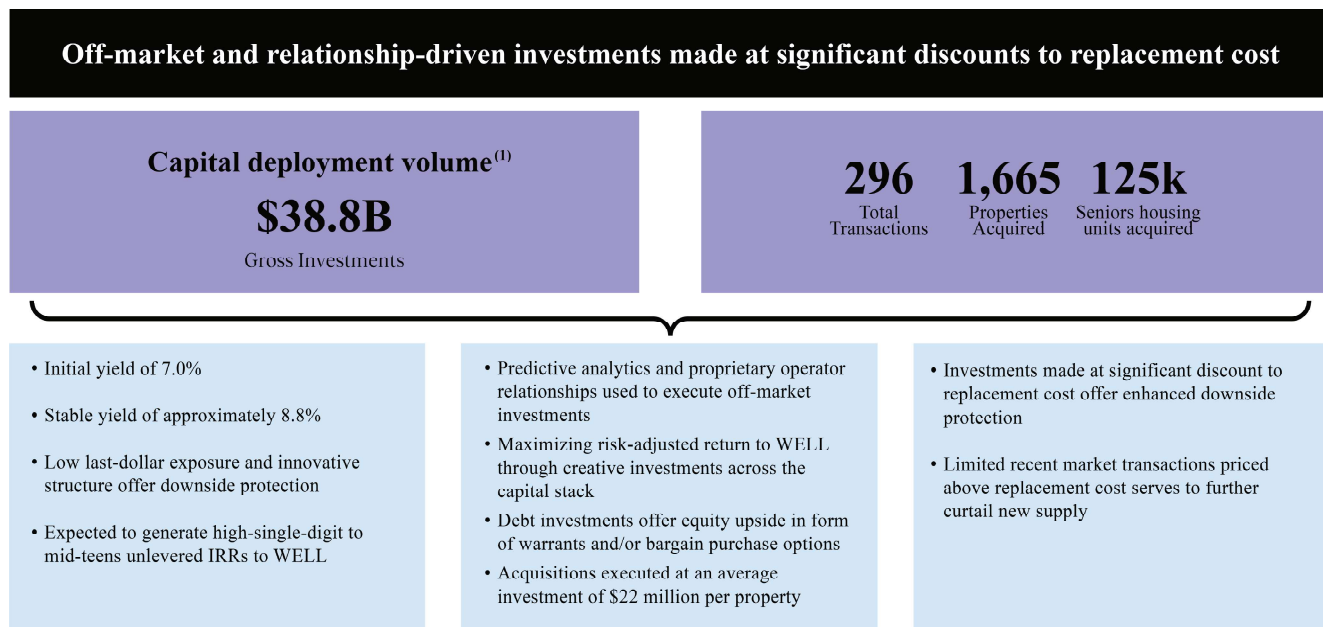 Off-market and relationship-driven investments made at significant discounts to replacement cost
Capital deployment volume(1)
$38.8B
Gross Investments
296
Total
Transactions
1,665
Properties
Acquired
125k
Seniors housing
units acquired
• Initial yield of 7.0%
• Stable yield of approximately 8.8%
• Low last-dollar exposure and innovative
structure offer downside protection
• Expected to generate high-single-digit to
mid-teens unlevered IRRs to WELL
• Predictive analytics and proprietary operator
relationships used to execute off-market
investments
• Maximizing risk-adjusted return to WELL
through creative investments across the
capital stack
• Debt investments offer equity upside in form
of warrants and/or bargain purchase options
• Acquisitions executed at an average
investment of $22 million per property
• Investments made at significant discount to
replacement cost offer enhanced downside
protection
• Limited recent market transactions priced
above replacement cost serves to further
curtail new supply